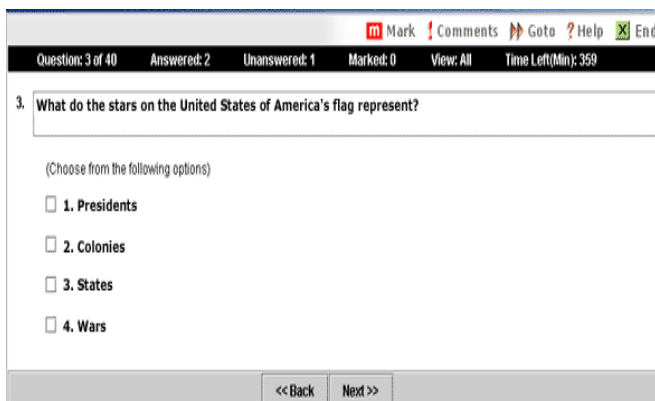 m Mark ! Comments Goto ? Help X End
Question: 3 of 40 Answered: 2 Unanswered: 1 Marked: 0 View: All Time Left(Min): 359
3. What do the stars on the United States of America's flag represent?
(Choose from the following options)
1. Presidents
2. Colonies
3. States
4. Wars
<< Back Next >>